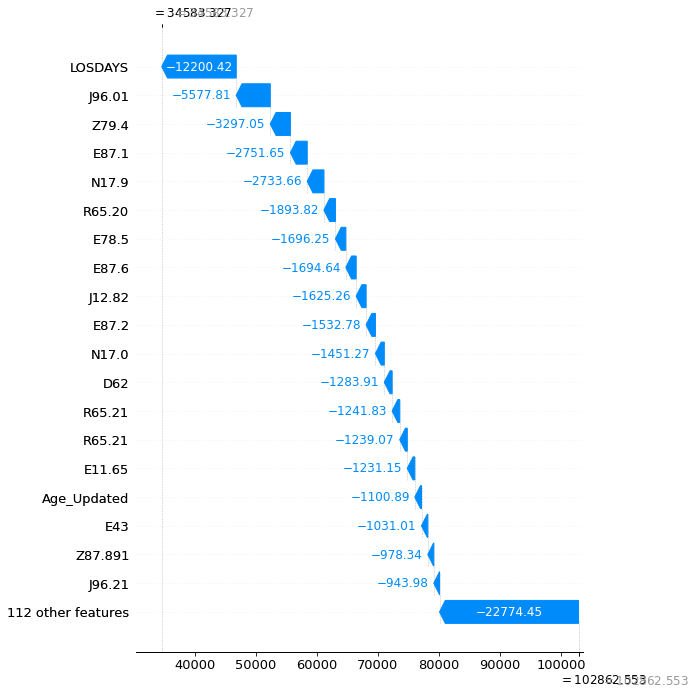 = 34583.327
LOSDAYS −12200.42
J96.01 −5577.81
Z79.4 −3297.05
E87.1 −2751.65
N17.9 −2733.66
R65.20 −1893.82
E78.5 −1696.25
E87.6 −1694.64
J12.82 −1625.26
E87.2 −1532.78
N17.0 −1451.27
D62 −1283.91
R65.21 −1241.83
R65.21 −1239.07
E11.65 −1231.15
Age_Updated −1100.89
E43 −1031.01
Z87.891 −978.34
J96.21 −943.98
112 other features −22774.45
40000 50000 60000 70000 80000 90000 100000
= 102862.553